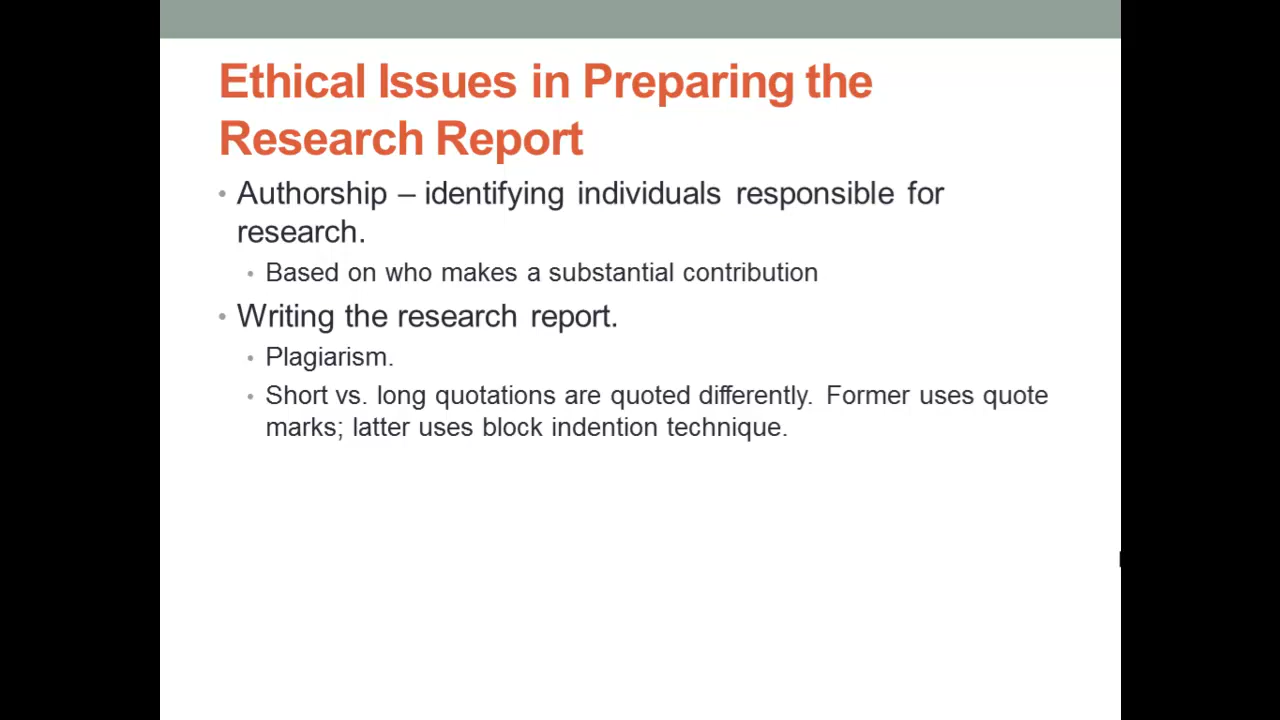 Ethical Issues in Preparing the
Research Report
• Authorship – identifying individuals responsible for
research.
• Based on who makes a substantial contribution
• Writing the research report.
• Plagiarism.
• Short vs. long quotations are quoted differently. Former uses quote
marks; latter uses block indention technique.